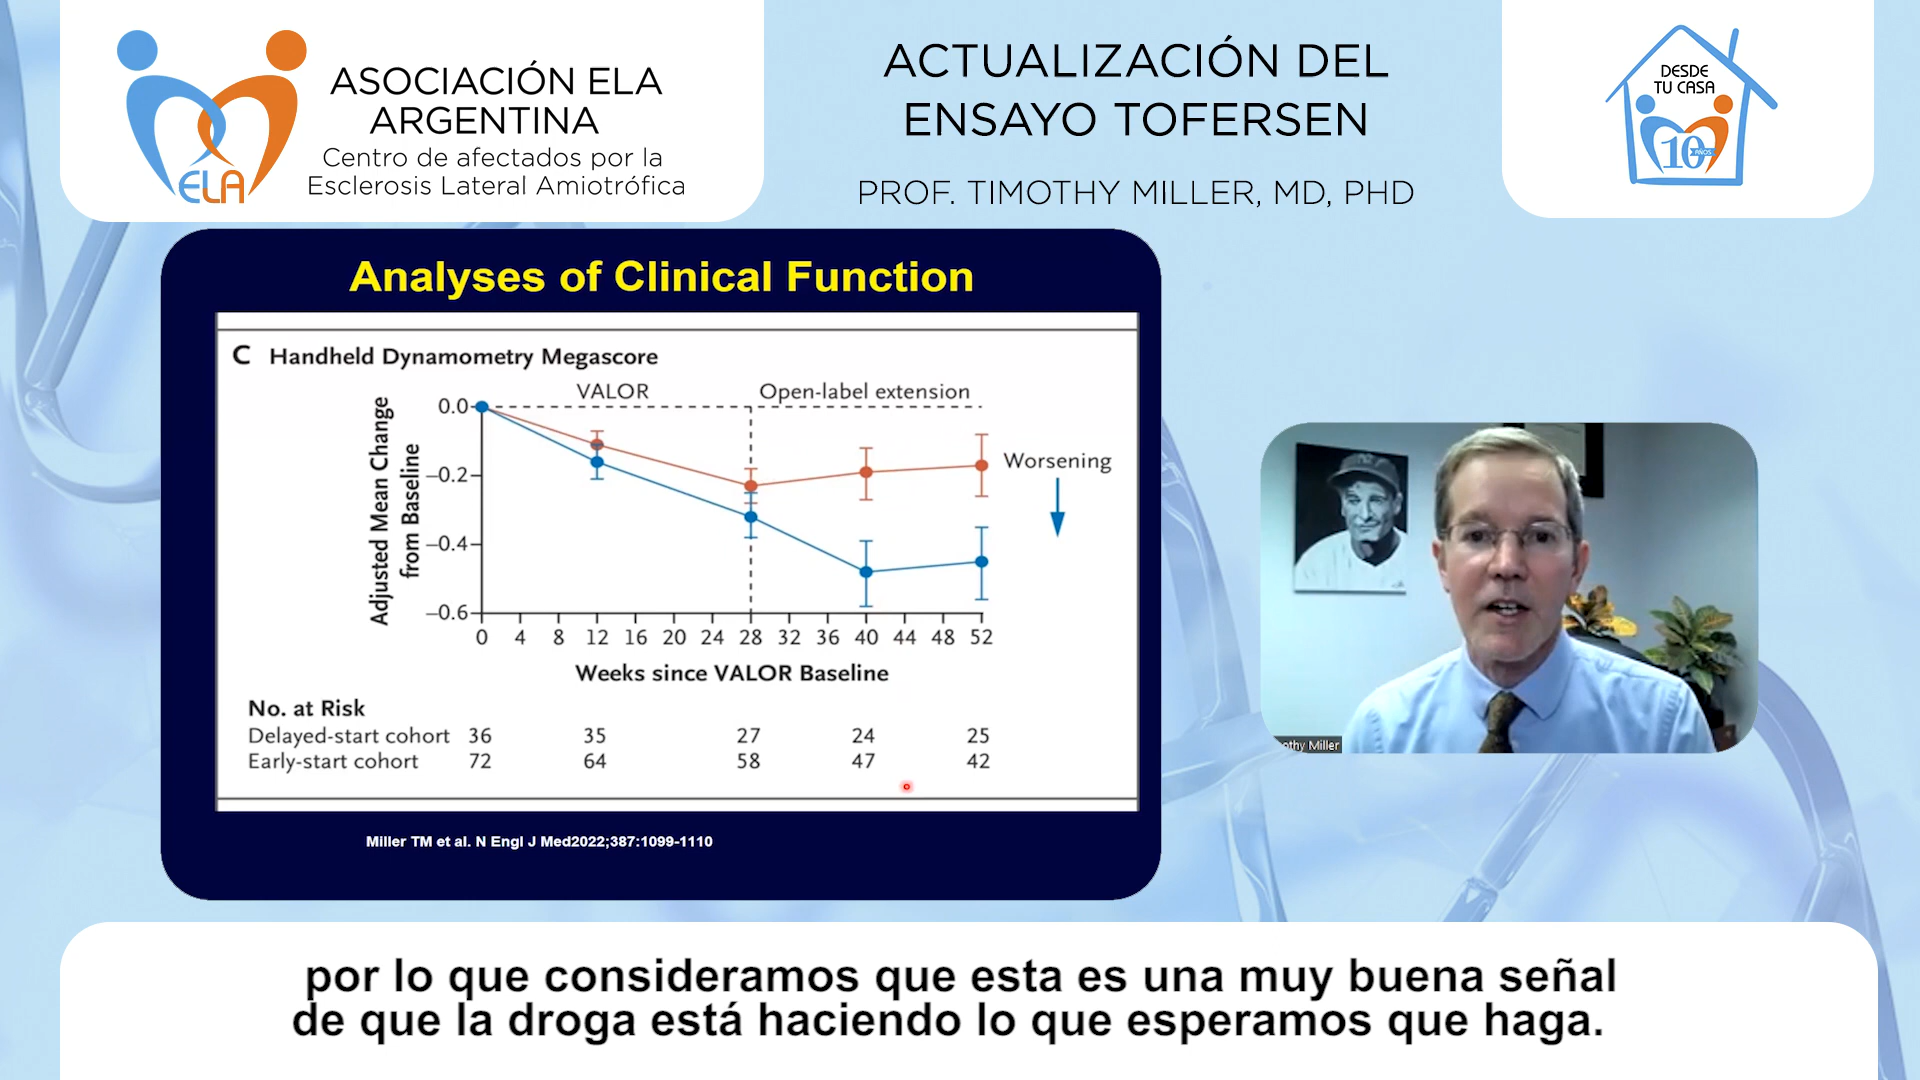 ASOCIACIÓN ELA
ARGENTINA
Centro de afectados por la
Esclerosis Lateral Amiotrófica
ELA
ACTUALIZACIÓN DEL
ENSAYO TOFERSEN
PROF. TIMOTHY MILLER, MD, PHD
DESDE
TU CASA
10 AÑOS
Analyses of Clinical Function
C Handheld Dynamometry Megascore
VALOR
Open-label extension
Adjusted Mean Change
from Baseline
0.0
–0.2
–0.4
–0.6
Worsening
0 4 8 12 16 20 24 28 32 36 40 44 48 52
Weeks since VALOR Baseline
No. at Risk
Delayed-start cohort 36 35 27 24 25
Early-start cohort 72 64 58 47 42
Miller TM et al. N Engl J Med2022;387:1099-1110
othy Miller
por lo que consideramos que esta es una muy buena señal
de que la droga está haciendo lo que esperamos que haga.